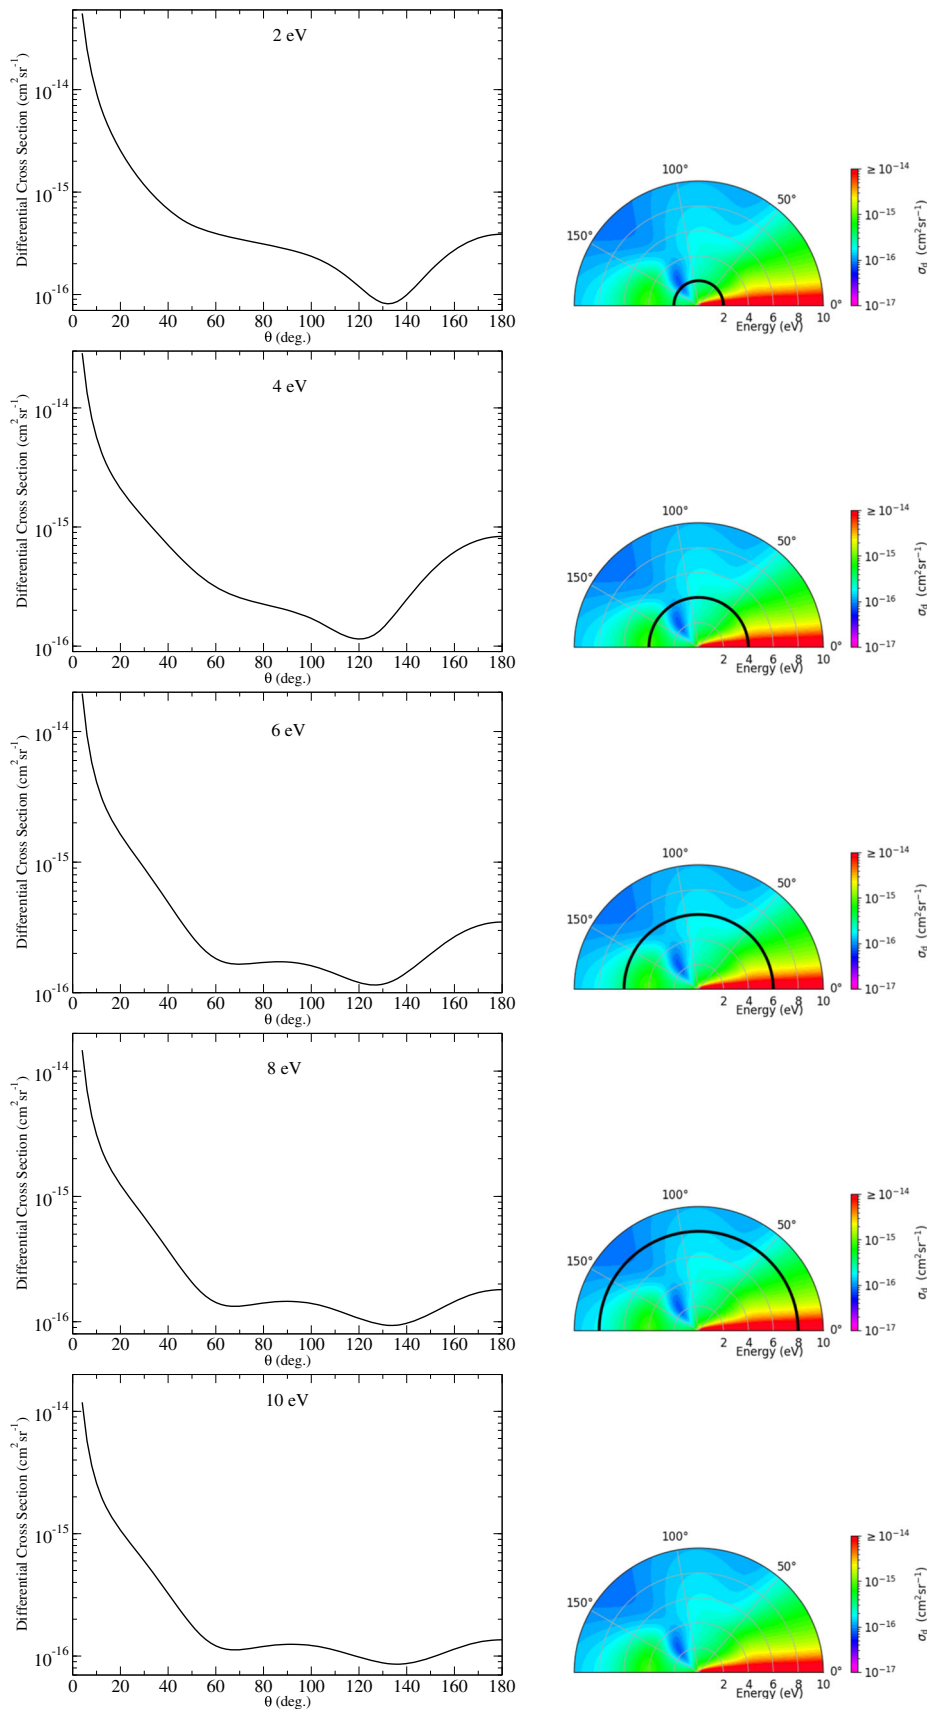 2 eV
Differential Cross Section (cm²sr⁻¹)
10⁻¹⁴
10⁻¹⁵
10⁻¹⁶
0 20 40 60 80 100 120 140 160 180
θ (deg.)
100°
50°
150°
0°
2 4 6 8 10
Energy (eV)
≥ 10⁻¹⁴
10⁻¹⁵
10⁻¹⁶
10⁻¹⁷
σd (cm²sr⁻¹)
4 eV
Differential Cross Section (cm²sr⁻¹)
10⁻¹⁴
10⁻¹⁵
10⁻¹⁶
0 20 40 60 80 100 120 140 160 180
θ (deg.)
100°
50°
150°
0°
2 4 6 8 10
Energy (eV)
≥ 10⁻¹⁴
10⁻¹⁵
10⁻¹⁶
10⁻¹⁷
σd (cm²sr⁻¹)
6 eV
Differential Cross Section (cm²sr⁻¹)
10⁻¹⁴
10⁻¹⁵
10⁻¹⁶
0 20 40 60 80 100 120 140 160 180
θ (deg.)
100°
50°
150°
0°
2 4 6 8 10
Energy (eV)
≥ 10⁻¹⁴
10⁻¹⁵
10⁻¹⁶
10⁻¹⁷
σd (cm²sr⁻¹)
8 eV
Differential Cross Section (cm²sr⁻¹)
10⁻¹⁴
10⁻¹⁵
10⁻¹⁶
0 20 40 60 80 100 120 140 160 180
θ (deg.)
100°
50°
150°
0°
2 4 6 8 10
Energy (eV)
≥ 10⁻¹⁴
10⁻¹⁵
10⁻¹⁶
10⁻¹⁷
σd (cm²sr⁻¹)
10 eV
Differential Cross Section (cm²sr⁻¹)
10⁻¹⁴
10⁻¹⁵
10⁻¹⁶
0 20 40 60 80 100 120 140 160 180
θ (deg.)
100°
50°
150°
0°
2 4 6 8 10
Energy (eV)
≥ 10⁻¹⁴
10⁻¹⁵
10⁻¹⁶
10⁻¹⁷
σd (cm²sr⁻¹)